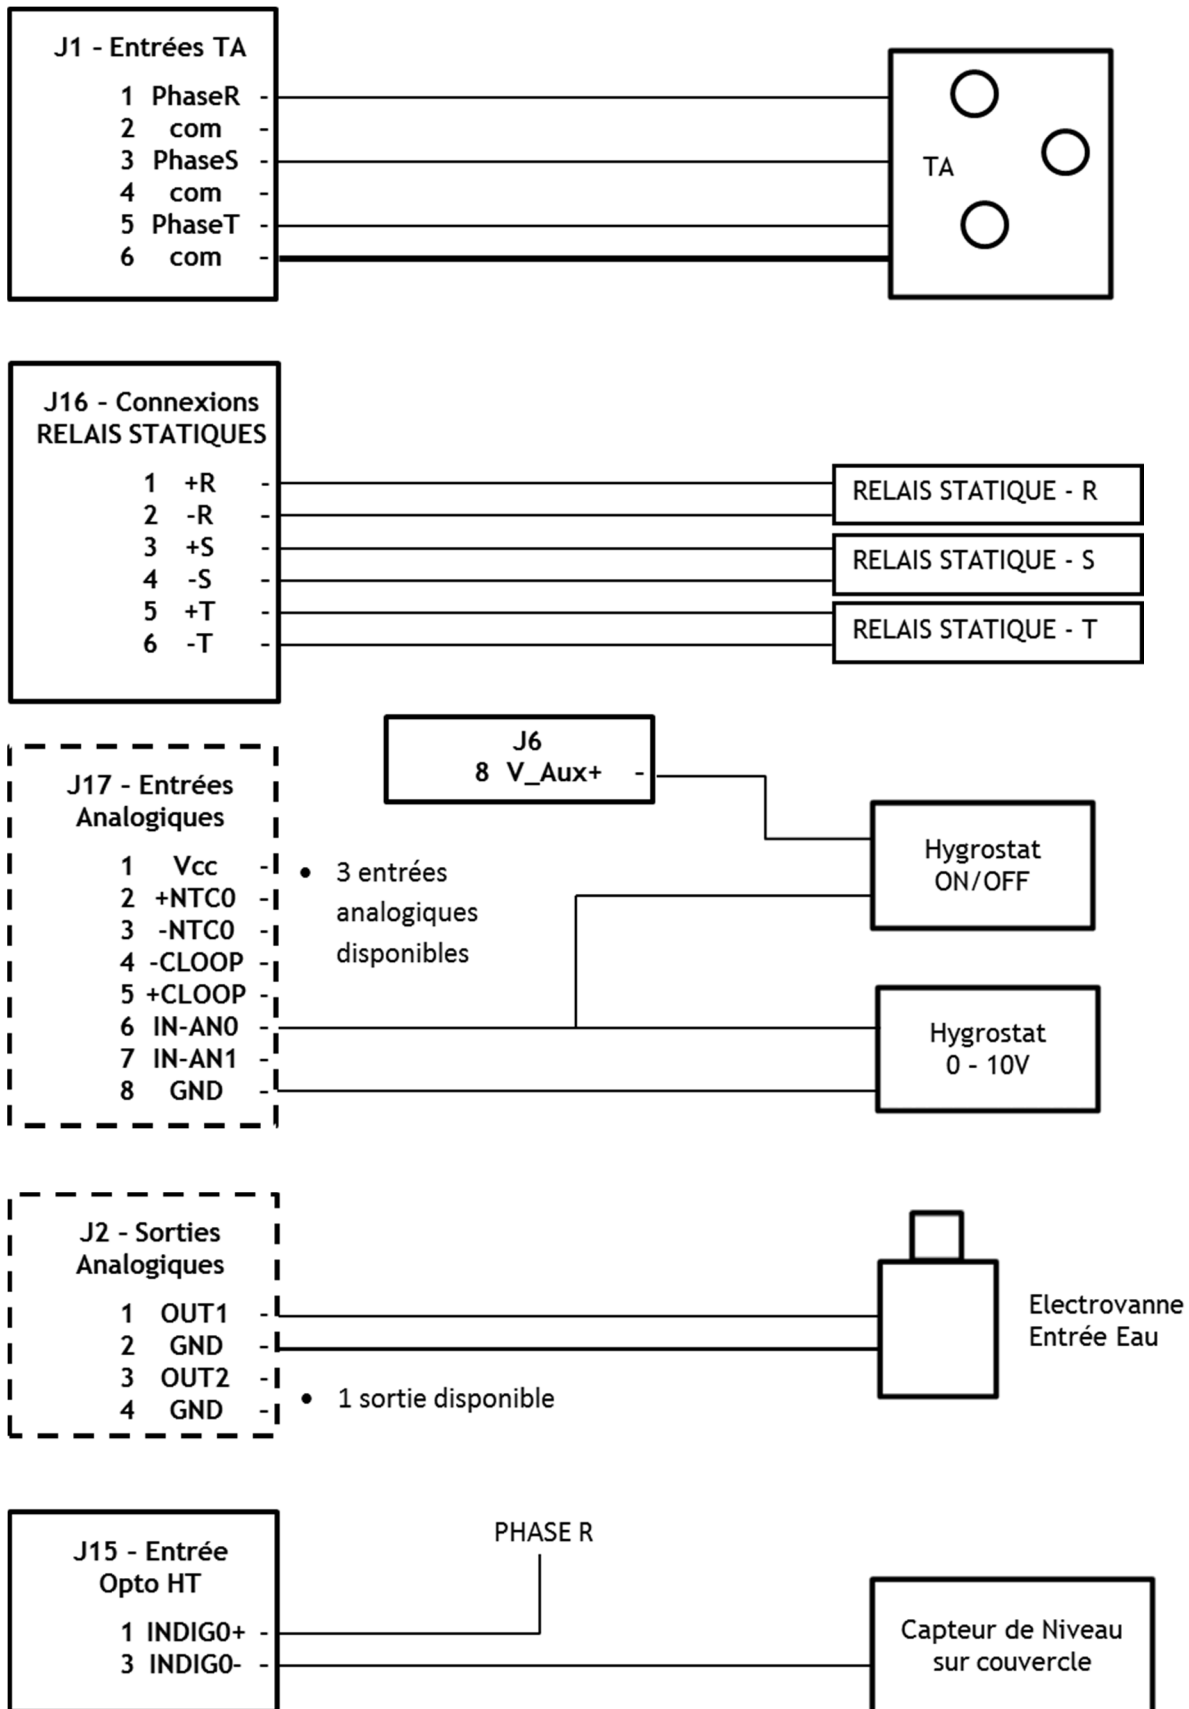 J1 – Entrées TA
1 PhaseR -
2 com -
3 PhaseS -
4 com -
5 PhaseT -
6 com -
TA
J16 – Connexions
RELAIS STATIQUES
1 +R -
2 -R -
3 +S -
4 -S -
5 +T -
6 -T -
RELAIS STATIQUE - R
RELAIS STATIQUE - S
RELAIS STATIQUE - T
J6
8 V_Aux+ -
J17 – Entrées
Analogiques
1 Vcc -
2 +NTC0 -
3 -NTC0 -
4 -CLOOP -
5 +CLOOP -
6 IN-AN0 -
7 IN-AN1 -
8 GND -
• 3 entrées
analogiques
disponibles
Hygrostat
ON/OFF
Hygrostat
0 – 10V
J2 – Sorties
Analogiques
1 OUT1 -
2 GND -
3 OUT2 -
4 GND -
• 1 sortie disponible
Electrovanne
Entrée Eau
J15 – Entrée
Opto HT
1 INDIG0+ -
3 INDIG0- -
PHASE R
Capteur de Niveau
sur couvercle